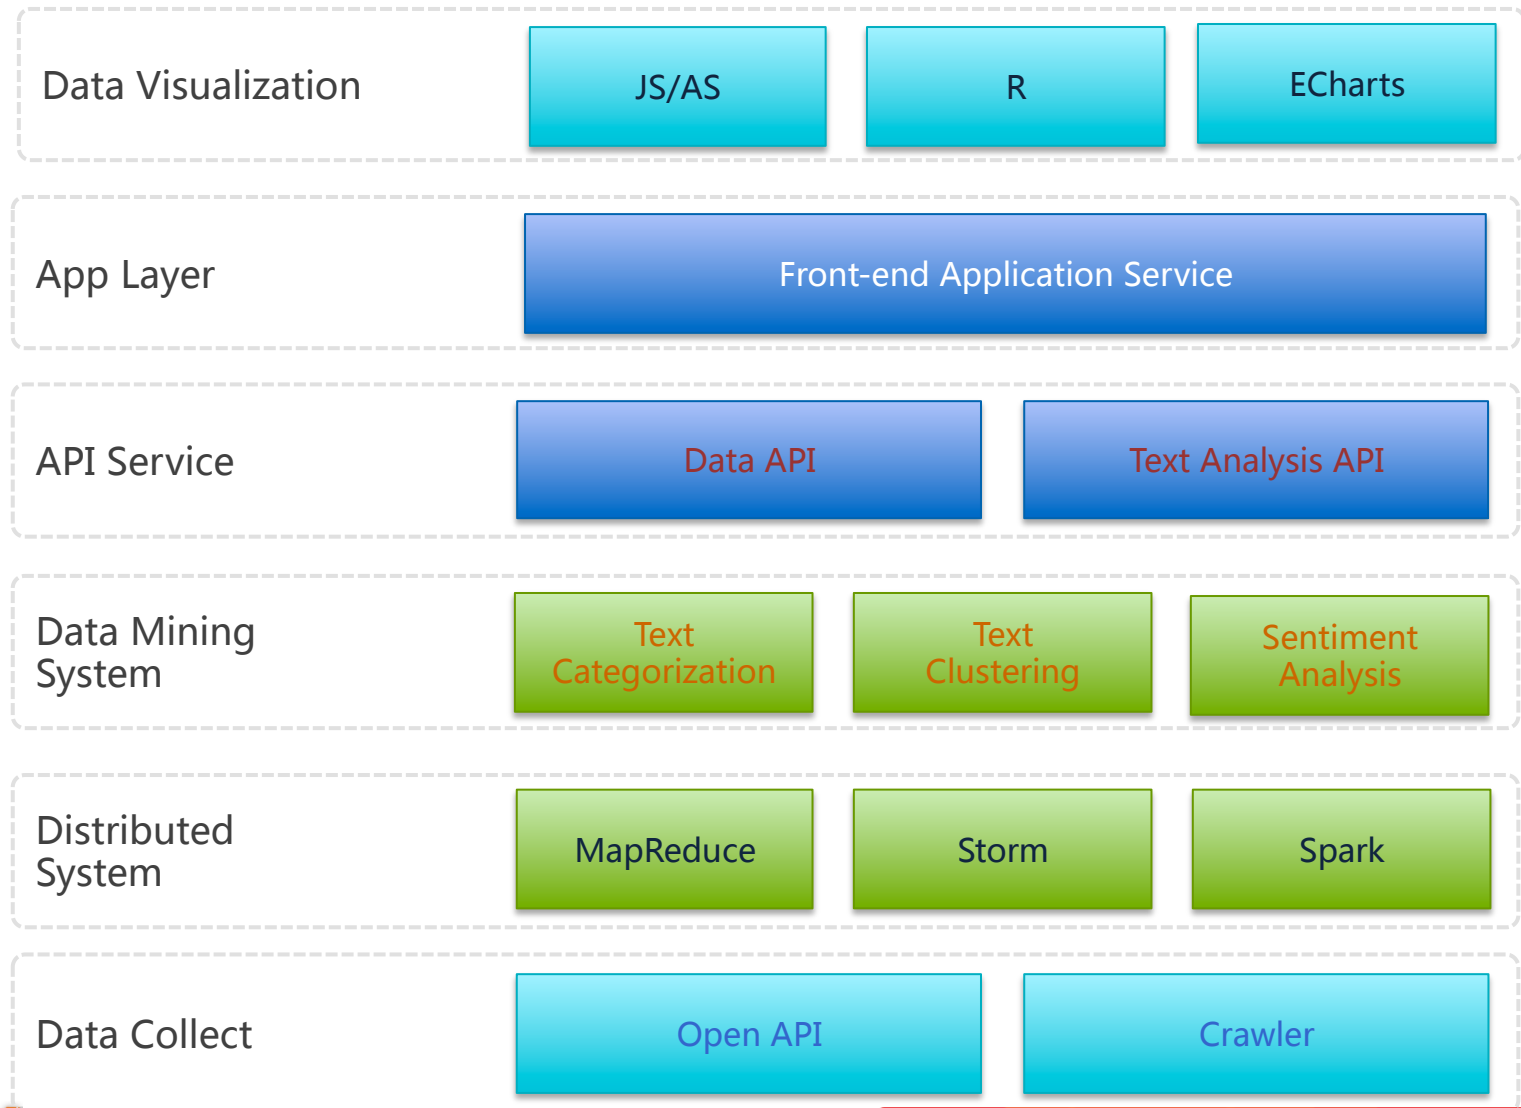 Data Visualization
JS/AS
R
ECharts
App Layer
Front-end Application Service
API Service
Data API
Text Analysis API
Data Mining
System
Text
Categorization
Text
Clustering
Sentiment
Analysis
Distributed
System
MapReduce
Storm
Spark
Data Collect
Open API
Crawler